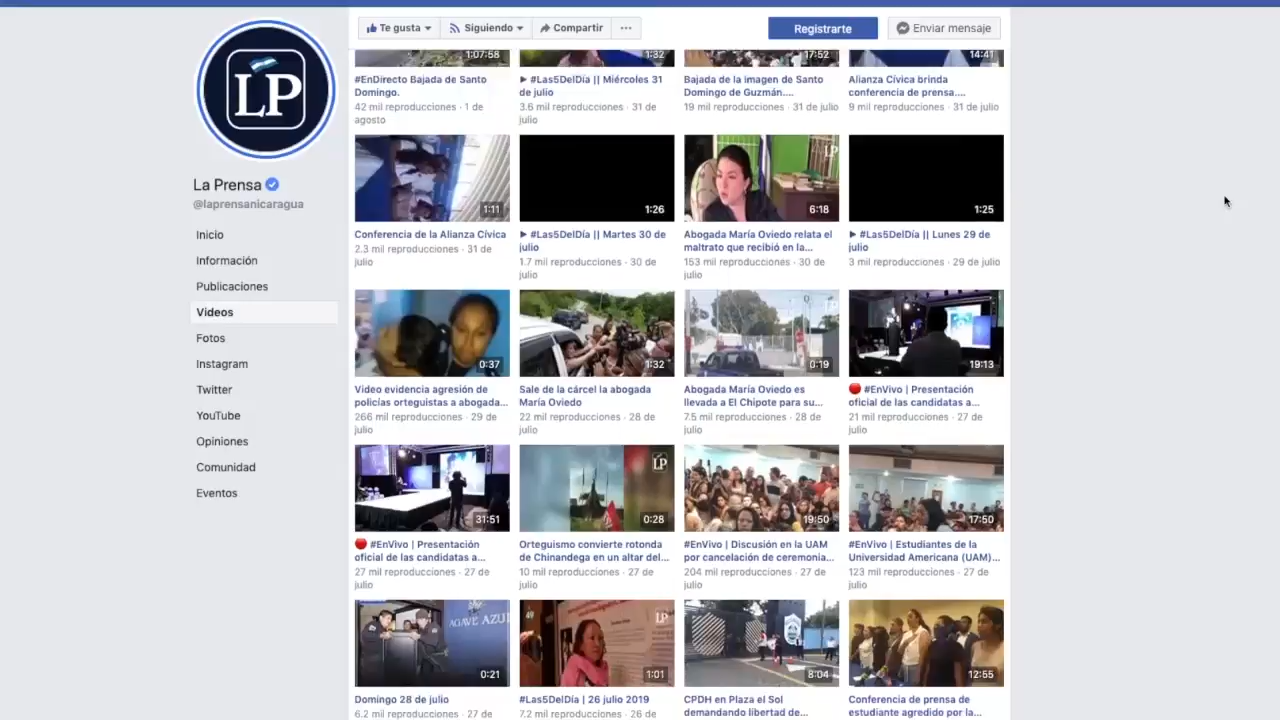 Te gusta
Siguiendo
Compartir
...
Registrarte
Enviar mensaje
LP
La Prensa
@laprensanicaragua
Inicio
Información
Publicaciones
Videos
Fotos
Instagram
Twitter
YouTube
Opiniones
Comunidad
Eventos
1:07:58
#EnDirecto Bajada de Santo
Domingo.
42 mil reproducciones · 1 de
agosto
1:32
#Las5DelDía || Miércoles 31
de julio
3.6 mil reproducciones · 31 de
julio
17:52
Bajada de la imagen de Santo
Domingo de Guzmán....
19 mil reproducciones · 31 de julio
14:41
Alianza Cívica brinda
conferencia de prensa....
9 mil reproducciones · 31 de julio
1:11
Conferencia de la Alianza Cívica
2.3 mil reproducciones · 31 de
julio
1:26
#Las5DelDía || Martes 30 de
julio
1.7 mil reproducciones · 30 de
julio
LP
6:18
Abogada María Oviedo relata el
maltrato que recibió en la...
153 mil reproducciones · 30 de
julio
1:25
#Las5DelDía || Lunes 29 de
julio
3 mil reproducciones · 29 de julio
0:37
Video evidencia agresión de
policías orteguistas a abogada...
266 mil reproducciones · 29 de
julio
1:32
Sale de la cárcel la abogada
María Oviedo
22 mil reproducciones · 28 de
julio
0:19
Abogada María Oviedo es
llevada a El Chipote para su...
7.5 mil reproducciones · 28 de
julio
19:13
#EnVivo | Presentación
oficial de las candidatas a...
21 mil reproducciones · 27 de
julio
31:51
#EnVivo | Presentación
oficial de las candidatas a...
27 mil reproducciones · 27 de
julio
LP
0:28
Orteguismo convierte rotonda
de Chinandega en un altar del...
10 mil reproducciones · 27 de
julio
19:50
#EnVivo | Discusión en la UAM
por cancelación de ceremonia...
204 mil reproducciones · 27 de
julio
17:50
#EnVivo | Estudiantes de la
Universidad Americana (UAM)...
123 mil reproducciones · 27 de
julio
AGAVE AZUL
0:21
Domingo 28 de julio
6.2 mil reproducciones · 27 de
LP
1:01
#Las5DelDía | 26 julio 2019
7.2 mil reproducciones · 26 de
8:04
CPDH en Plaza el Sol
demandando libertad de...
12:55
Conferencia de prensa de
estudiante agredido por la...